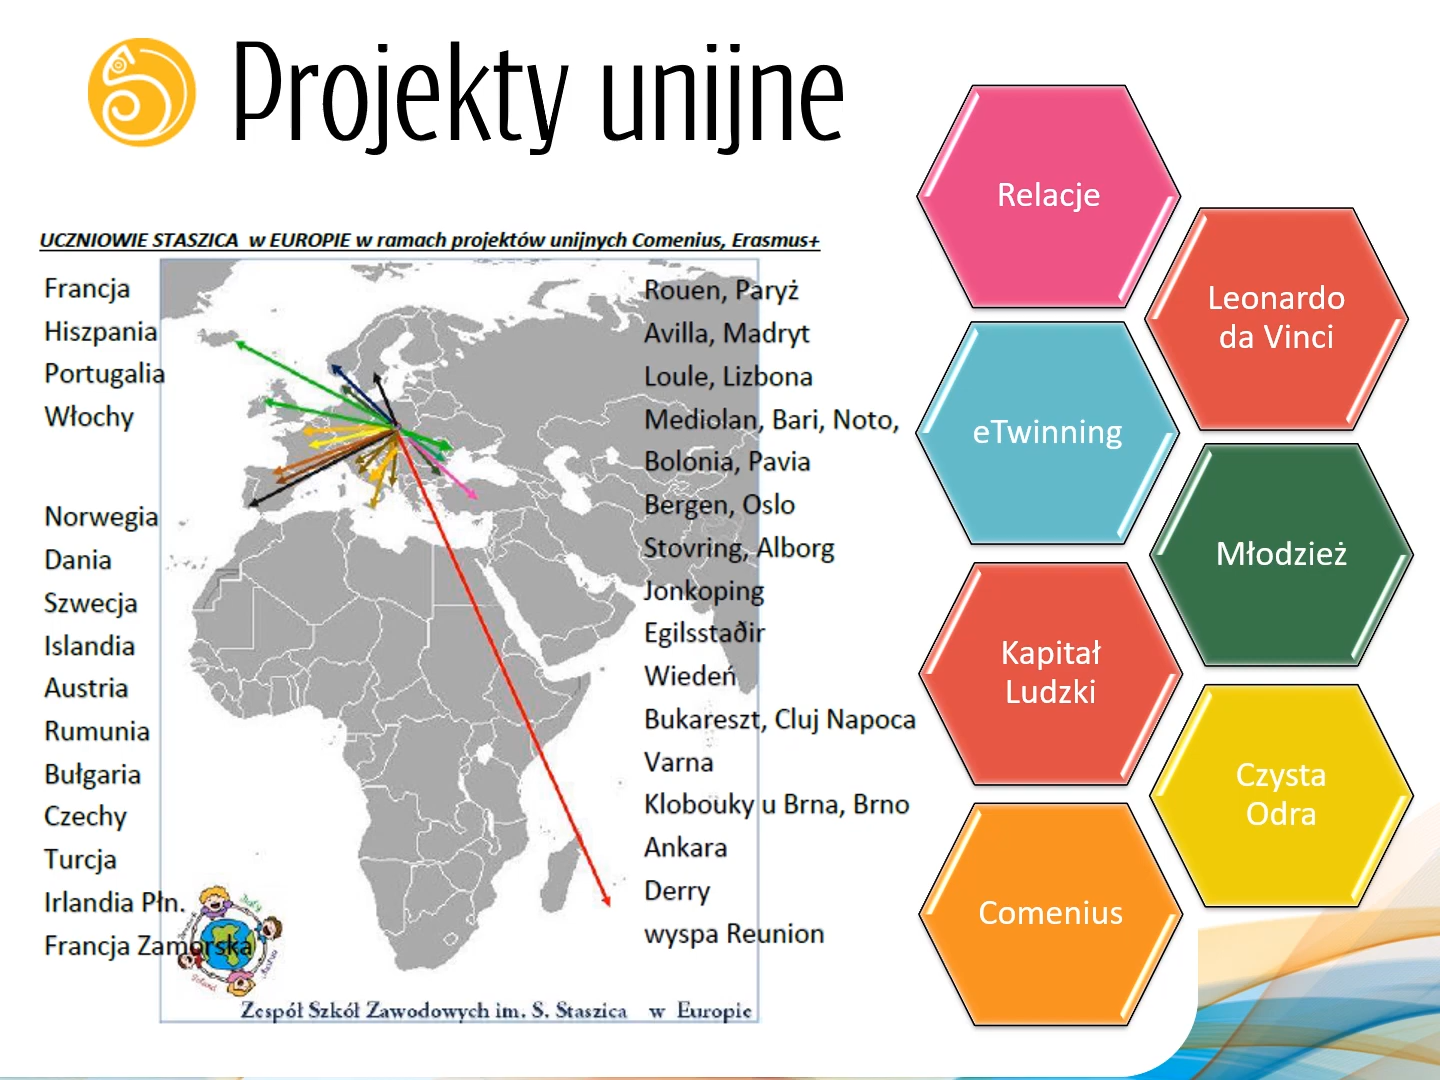 Projekty unijne
UCZNIOWIE STASZICA w EUROPIE w ramach projektów unijnych Comenius, Erasmus+
Francja
Hiszpania
Portugalia
Włochy
Norwegia
Dania
Szwecja
Islandia
Austria
Rumunia
Bułgaria
Czechy
Turcja
Irlandia Płn.
Francja Zamorska
Rouen, Paryż
Avilla, Madryt
Loule, Lizbona
Mediolan, Bari, Noto,
Bolonia, Pavia
Bergen, Oslo
Stovring, Alborg
Jonkoping
Egilsstaðir
Wiedeń
Bukareszt, Cluj Napoca
Varna
Klobouky u Brna, Brno
Ankara
Derry
wyspa Reunion
Zespół Szkół Zawodowych im. S. Staszica w Europie
Relacje
Leonardo
da Vinci
eTwinning
Młodzież
Kapitał
Ludzki
Czysta
Odra
Comenius